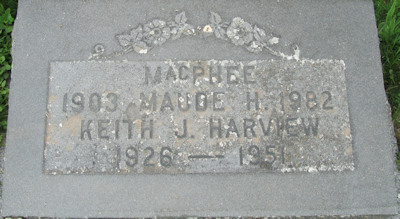 MACPHEE
1903 MAUDE H. 1982
KEITH J. HARVIEW
1926 — 1951